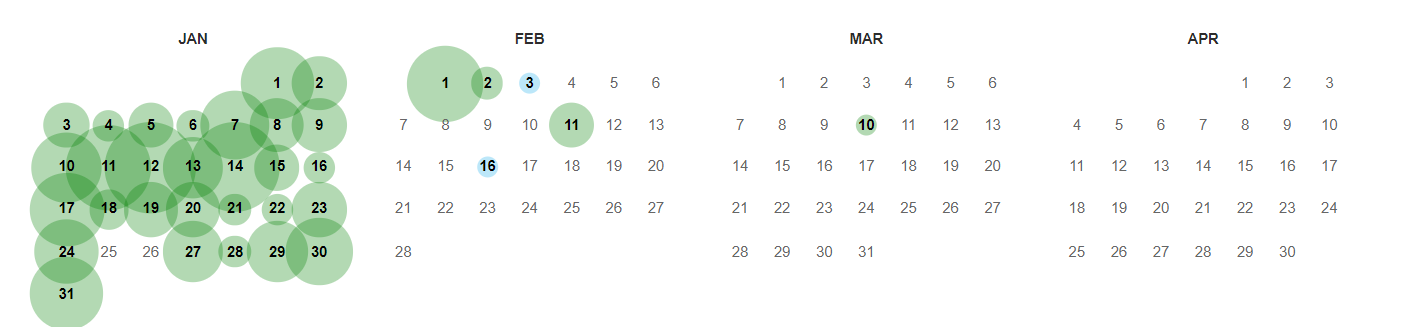 JAN FEB MAR APR
1 2 1 2 3 4 5 6 1 2 3 4 5 6 1 2 3
3 4 5 6 7 8 9 7 8 9 10 11 12 13 7 8 9 10 11 12 13 4 5 6 7 8 9 10
10 11 12 13 14 15 16 14 15 16 17 18 19 20 14 15 16 17 18 19 20 11 12 13 14 15 16 17
17 18 19 20 21 22 23 21 22 23 24 25 26 27 21 22 23 24 25 26 27 18 19 20 21 22 23 24
24 25 26 27 28 29 30 28 28 29 30 31 25 26 27 28 29 30
31